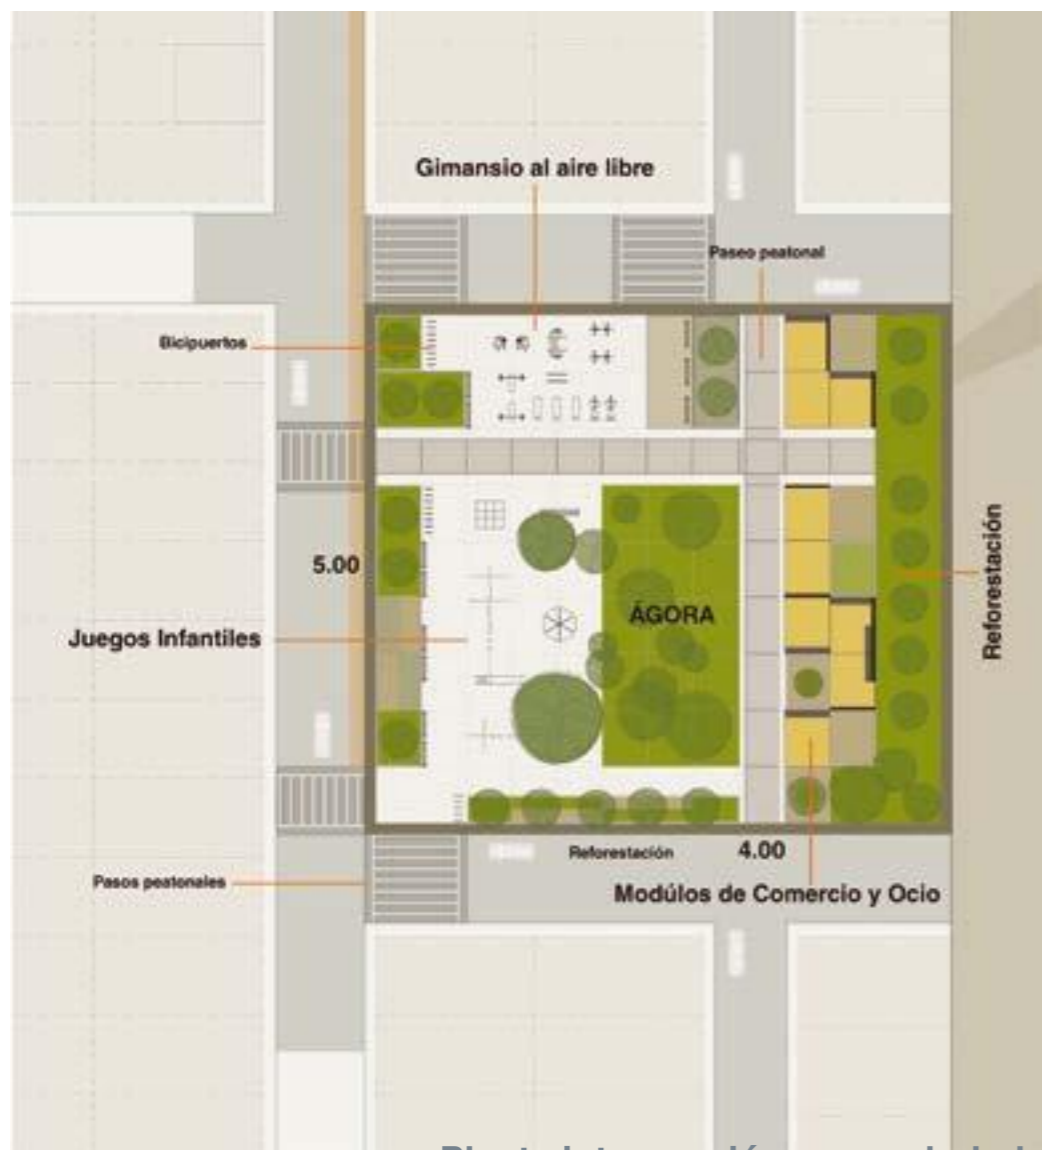 Gimansio al aire libre
Paseo peatonal
Bicipuertos
Reforestación
5.00
ÁGORA
Juegos Infantiles
Reforestación
4.00
Pasos peatonales
Modúlos de Comercio y Ocio